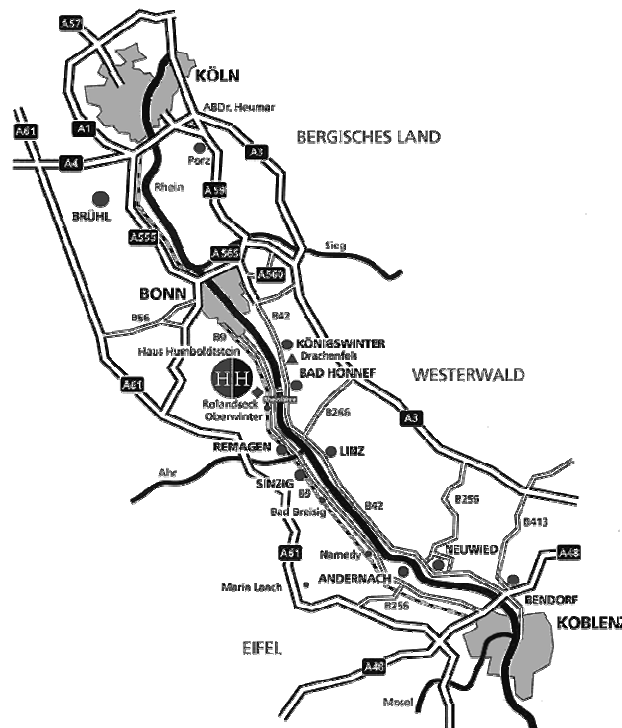 A57
KÖLN
ABDr. Heumar
A61
A1
BERGISCHES LAND
A3
A4
Porz
Rhein
A59
BRÜHL
A555
Sieg
A565
A560
BONN
B56
B42
B9
KÖNIGSWINTER
Haus Humboldtstein
Drachenfels
WESTERWALD
BAD HONNEF
A61
HH
Rolandseck
Oberwinter
B266
A3
REMAGEN
LINZ
Ahr
SINZIG
B9
B256
B42
Bad Breisig
B413
A61
Namedy
NEUWIED
A48
ANDERNACH
Maria Laach
B256
BENDORF
KOBLENZ
EIFEL
A48
Mosel